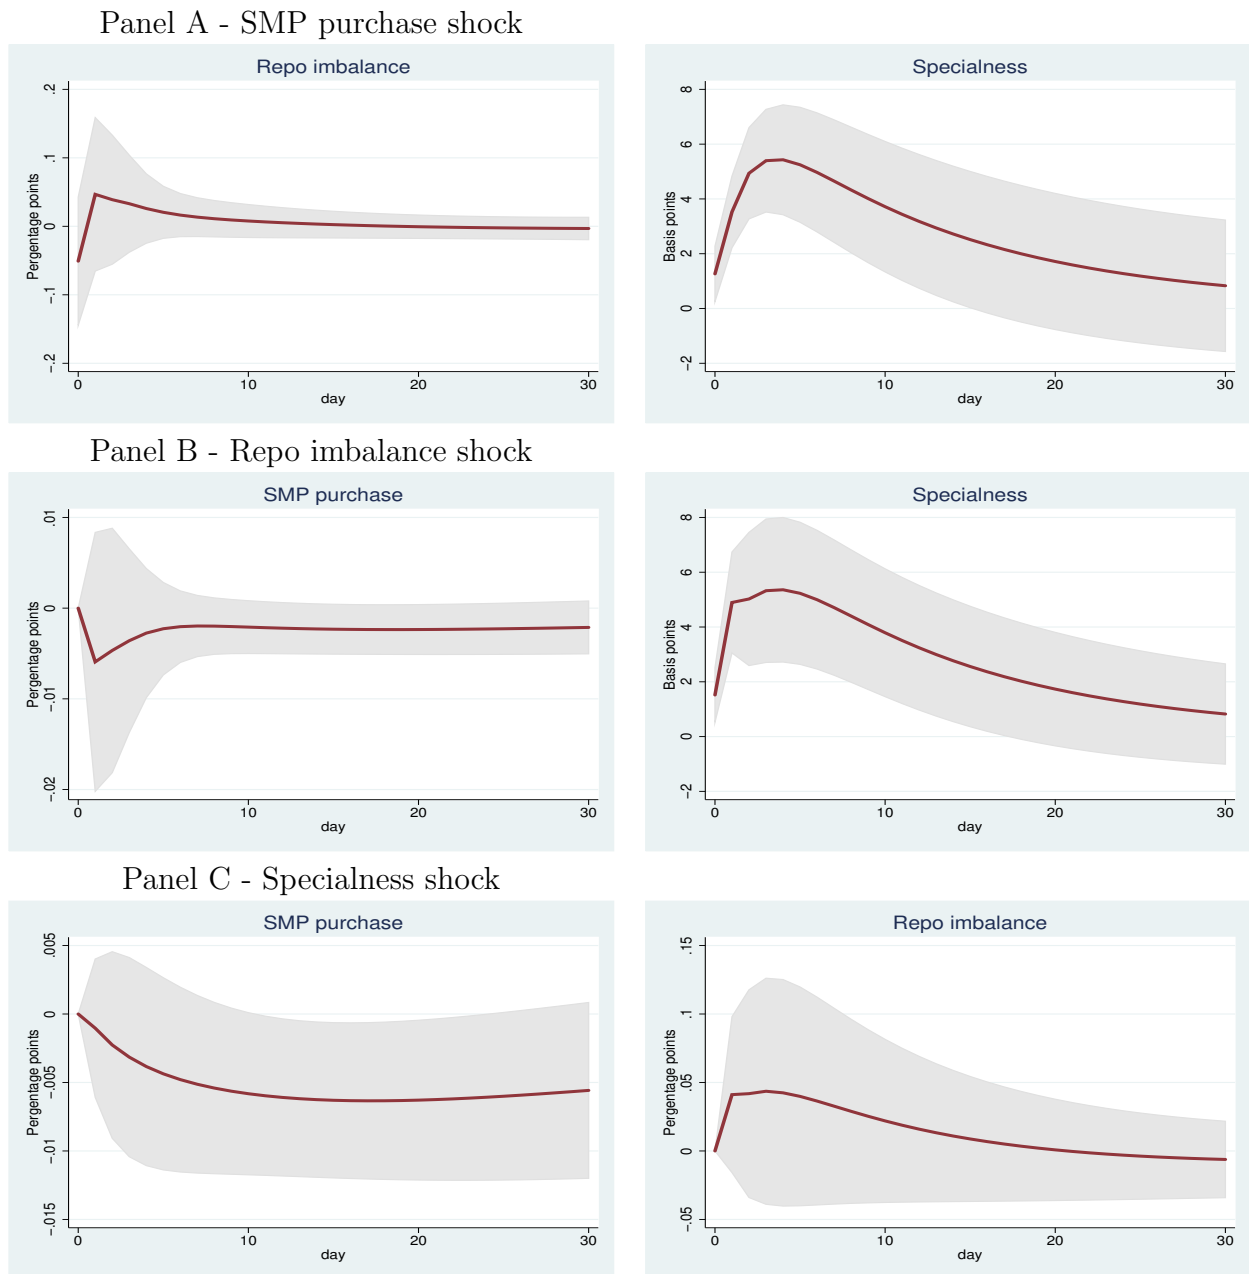 Panel A - SMP purchase shock
Repo imbalance
Pergentage points
.2
.1
0
-.1
-.2
0 10 20 30
day
Specialness
Basis points
8
6
4
2
0
-2
0 10 20 30
day
Panel B - Repo imbalance shock
SMP purchase
Pergentage points
.01
0
-.01
-.02
0 10 20 30
day
Specialness
Basis points
8
6
4
2
0
-2
0 10 20 30
day
Panel C - Specialness shock
SMP purchase
Pergentage points
.005
0
-.005
-.01
-.015
0 10 20 30
day
Repo imbalance
Pergentage points
.15
.1
.05
0
-.05
0 10 20 30
day